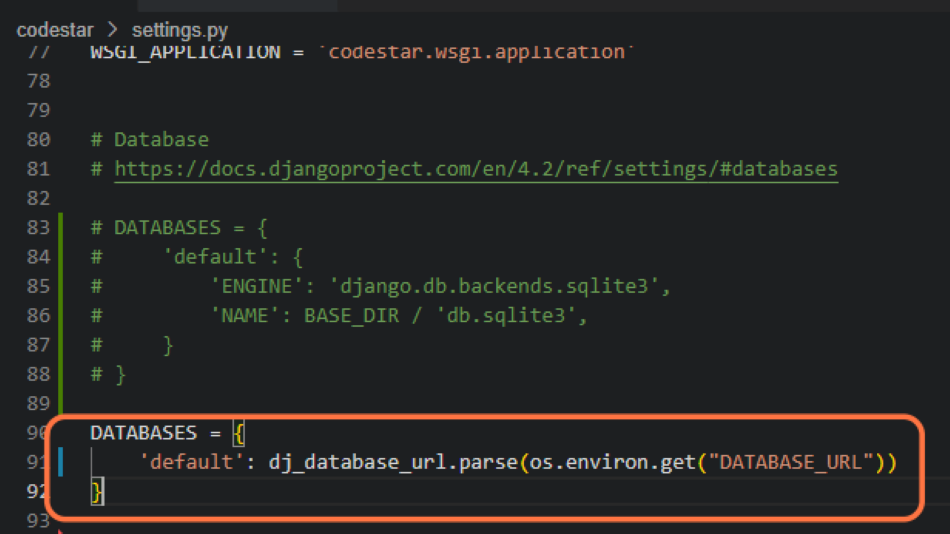 codestar > settings.py
77 WSGI_APPLICATION = 'codestar.wsgi.application'
78
79
80 # Database
81 # https://docs.djangoproject.com/en/4.2/ref/settings/#databases
82
83 # DATABASES = {
84 #     'default': {
85 #         'ENGINE': 'django.db.backends.sqlite3',
86 #         'NAME': BASE_DIR / 'db.sqlite3',
87 #     }
88 # }
89
90 DATABASES = {
91     'default': dj_database_url.parse(os.environ.get("DATABASE_URL"))
92 }
93